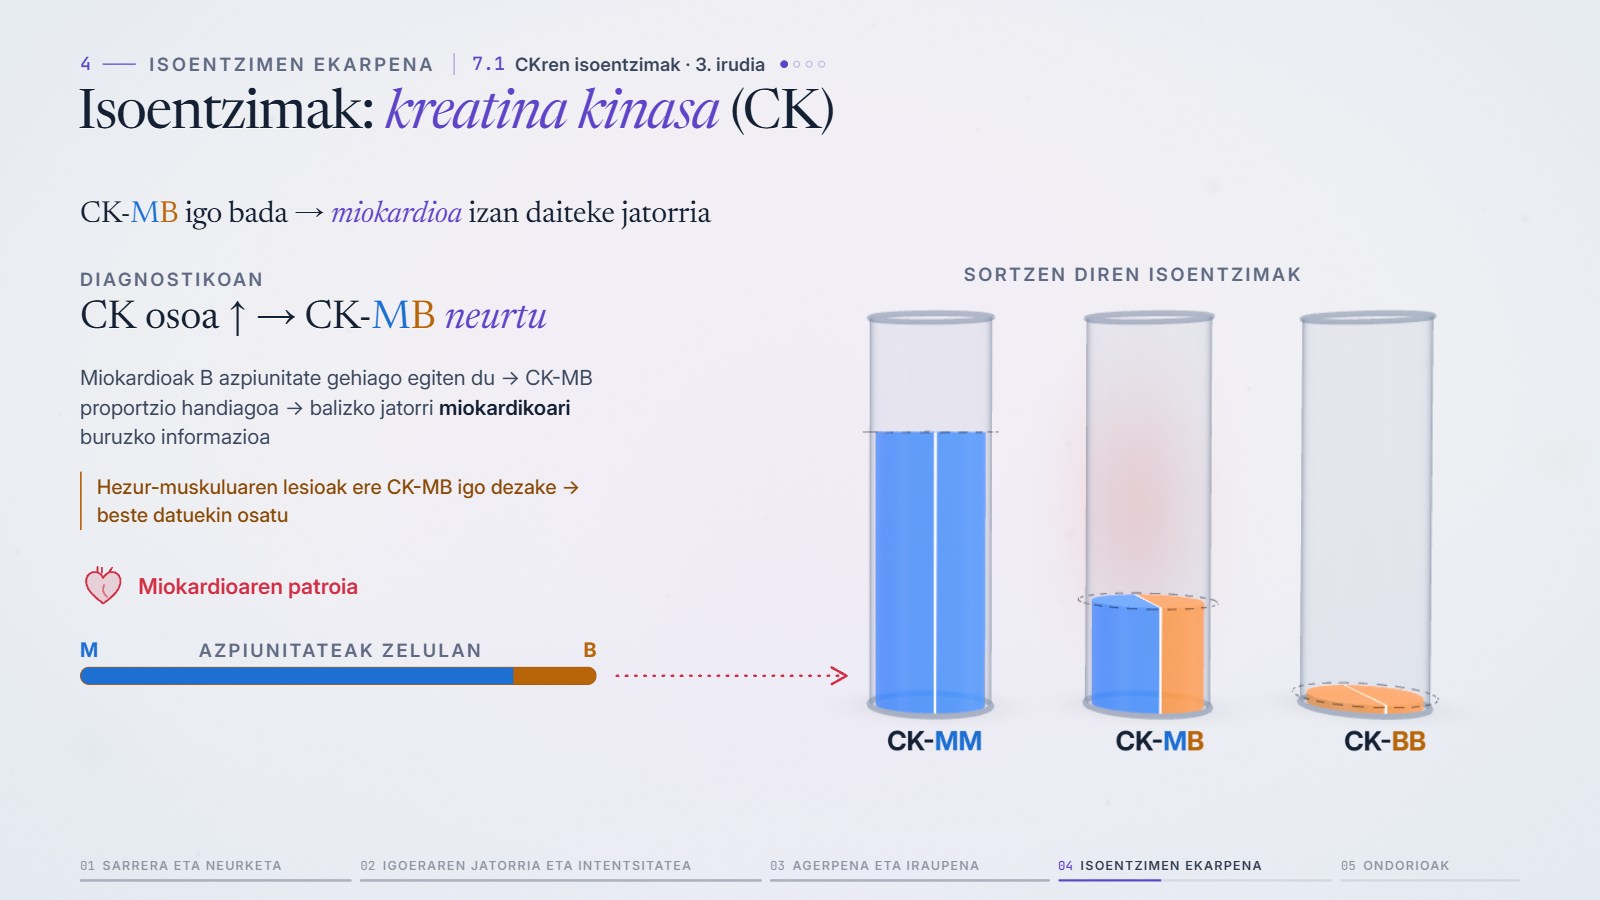 4 — ISOENTZIMEN EKARPENA | 7.1 CKren isoentzimak · 3. irudia
Isoentzimak: kreatina kinasa (CK)
CK-MB igo bada → miokardioa izan daiteke jatorria
DIAGNOSTIKOAN
CK osoa ↑ → CK-MB neurtu
Miokardioak B azpiunitate gehiago egiten du → CK-MB
proportzio handiagoa → balizko jatorri miokardikoari
buruzko informazioa
Hezur-muskuluaren lesioak ere CK-MB igo dezake →
beste datuekin osatu
Miokardioaren patroia
M AZPIUNITATEAK ZELULAN B
SORTZEN DIREN ISOENTZIMAK
CK-MM CK-MB CK-BB
01 SARRERA ETA NEURKETA 02 IGOERAREN JATORRIA ETA INTENTSITATEA 03 AGERPENA ETA IRAUPENA 04 ISOENTZIMEN EKARPENA 05 ONDORIOAK